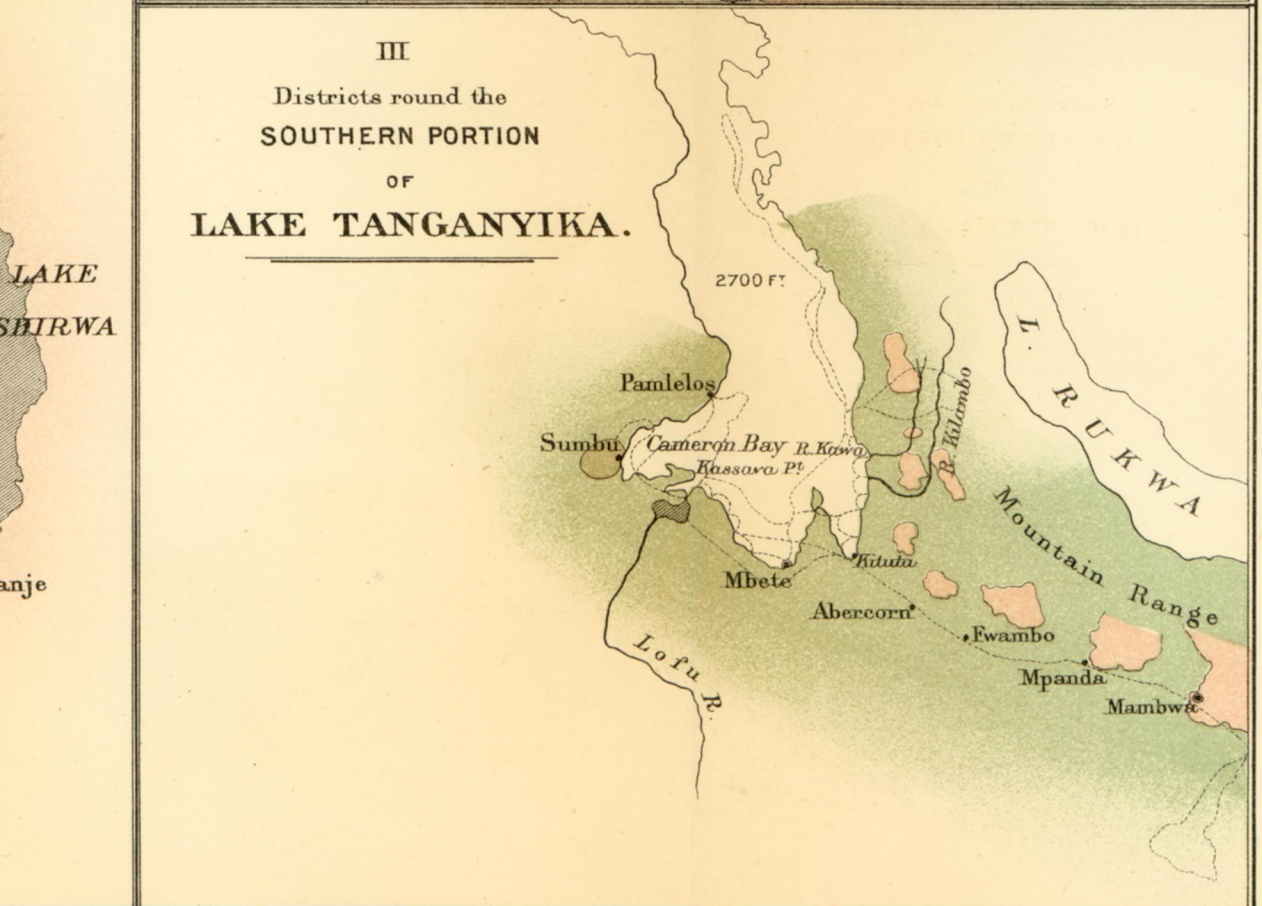 III
Districts round the
SOUTHERN PORTION
OF
LAKE TANGANYIKA.
LAKE
SHIRWA
anje
2700 FT
L. RUKWA
Pamlelos
Sumbu
Cameron Bay
R. Kawa
R. Kilambo
Kassava Pt
Mountain Range
Kituta
Mbete
Abercorn
Fwambo
Lofu R.
Mpanda
Mambwa